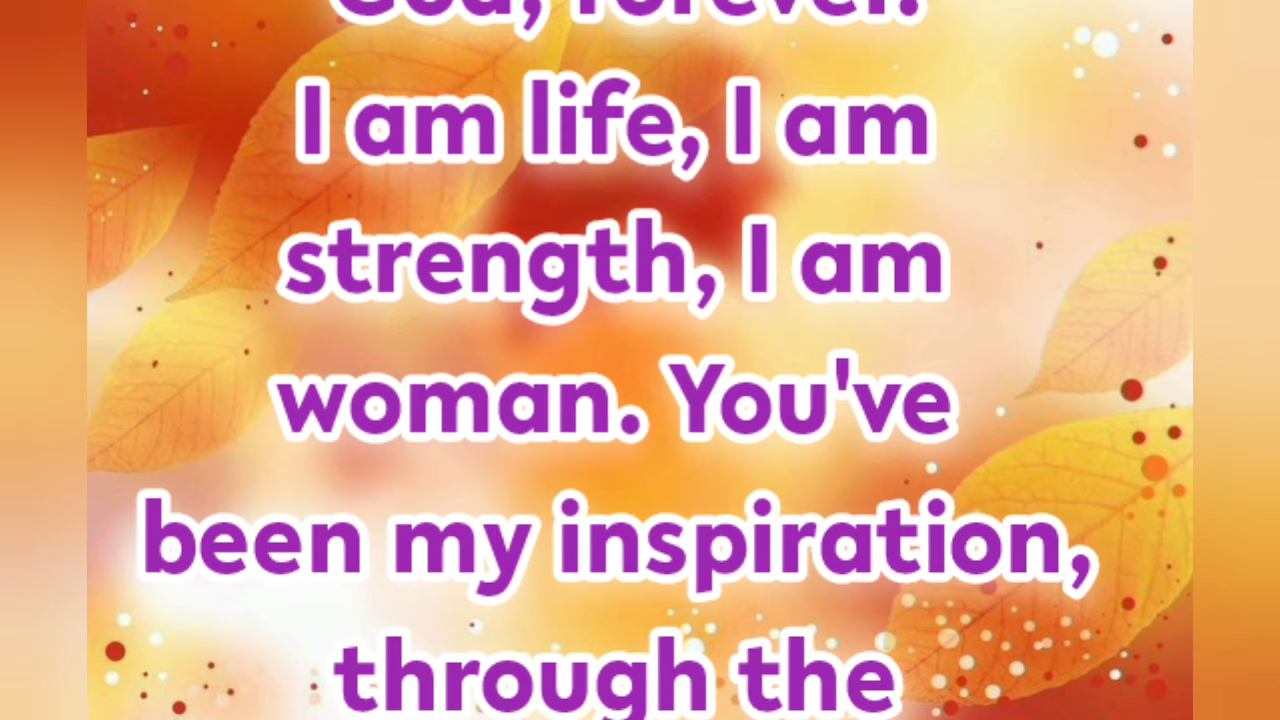 God, forever.
I am life, I am
strength, I am
woman. You've
been my inspiration,
through the